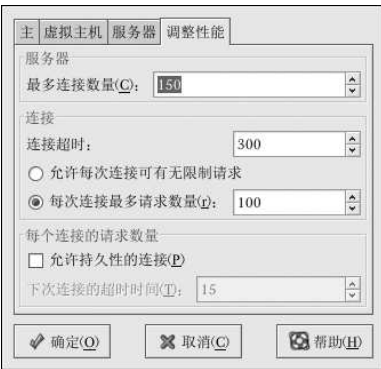 主 虚拟主机 服务器 调整性能
服务器
最多连接数量(C): 150
连接
连接超时: 300
允许每次连接可有无限制请求
每次连接最多请求数量(r): 100
每个连接的请求数量
允许持久性的连接(P)
下次连接的超时时间(T): 15
确定(O) 取消(C) 帮助(H)